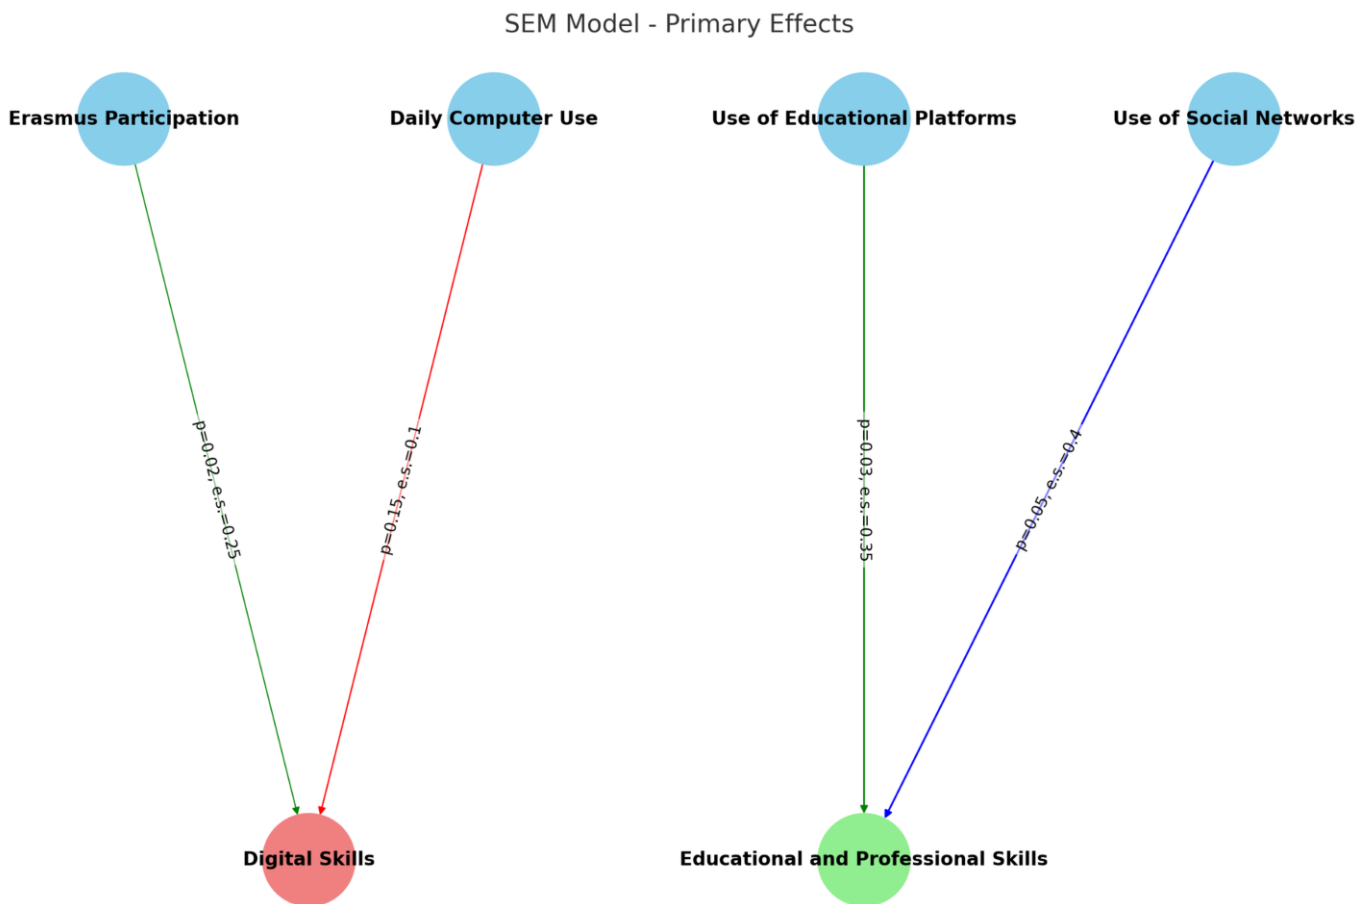 SEM Model - Primary Effects
Erasmus Participation
Daily Computer Use
Use of Educational Platforms
Use of Social Networks
p=0.02, e.s.=0.25
p=0.15, e.s.=0.1
p=0.03, e.s.=0.35
p=0.05, e.s.=0.4
Digital Skills
Educational and Professional Skills